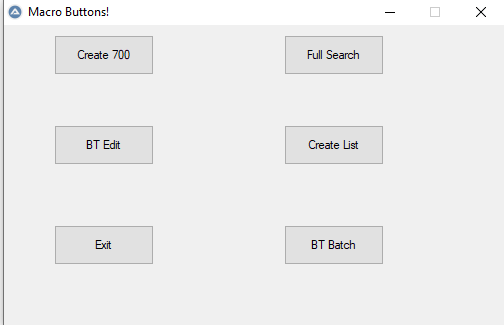 Macro Buttons!
Create 700
Full Search
BT Edit
Create List
Exit
BT Batch